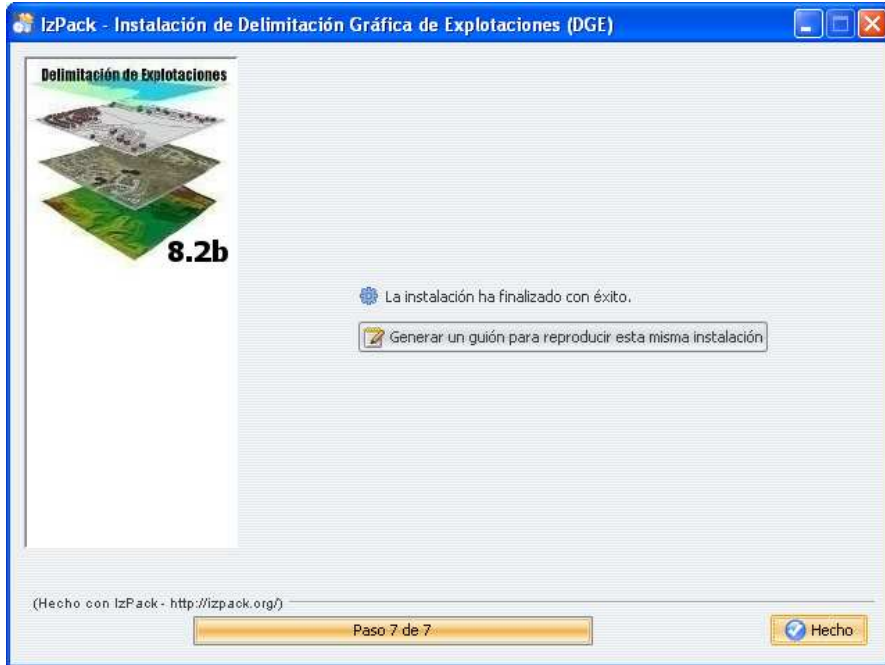 IzPack - Instalación de Delimitación Gráfica de Explotaciones (DGE)
Delimitación de Explotaciones
8.2b
La instalación ha finalizado con éxito.
Generar un guión para reproducir esta misma instalación
(Hecho con IzPack - http://izpack.org/)
Paso 7 de 7
Hecho